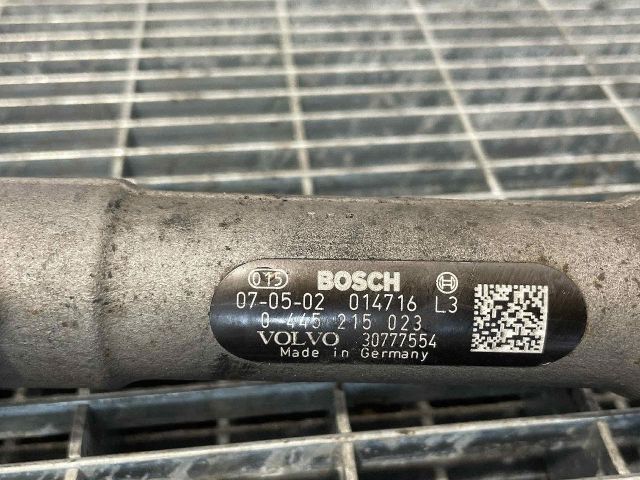 015 BOSCH
07-05-02 014716 L3
0 445 215 023
VOLVO 30777554
Made in Germany